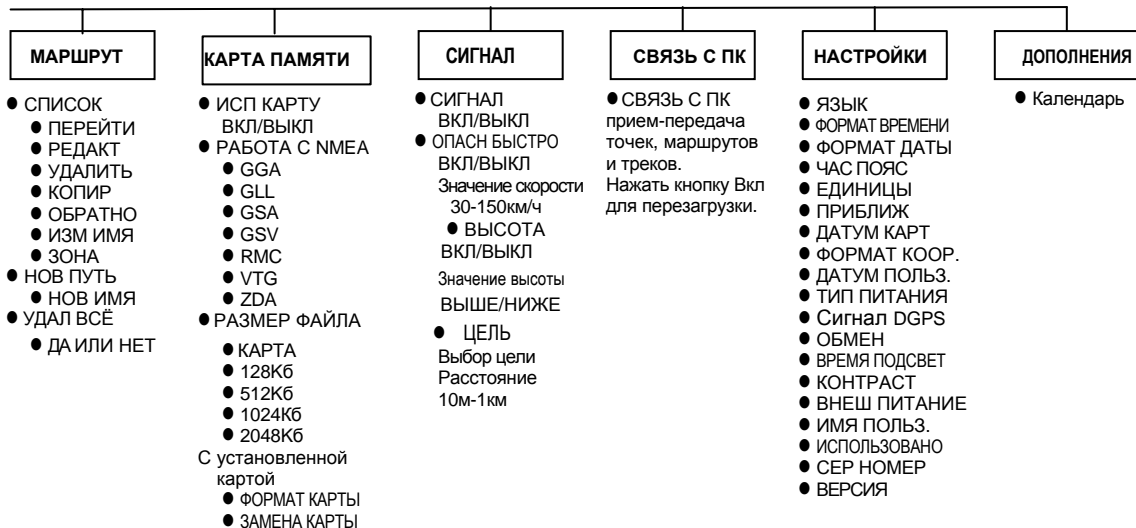 МАРШРУТ
● СПИСОК
● ПЕРЕЙТИ
● РЕДАКТ
● УДАЛИТЬ
● КОПИР
● ОБРАТНО
● ИЗМ ИМЯ
● ЗОНА
● НОВ ПУТЬ
● НОВ ИМЯ
● УДАЛ ВСЁ
● ДА ИЛИ НЕТ
КАРТА ПАМЯТИ
● ИСП КАРТУ
ВКЛ/ВЫКЛ
● РАБОТА С NMEA
● GGA
● GLL
● GSA
● GSV
● RMC
● VTG
● ZDA
● РАЗМЕР ФАЙЛА
● КАРТА
● 128Кб
● 512Кб
● 1024Кб
● 2048Кб
С установленной
картой
● ФОРМАТ КАРТЫ
● ЗАМЕНА КАРТЫ
СИГНАЛ
● СИГНАЛ
ВКЛ/ВЫКЛ
● ОПАСН БЫСТРО
ВКЛ/ВЫКЛ
Значение скорости
30-150км/ч
● ВЫСОТА
ВКЛ/ВЫКЛ
Значение высоты
ВЫШЕ/НИЖЕ
● ЦЕЛЬ
Выбор цели
Расстояние
10м-1км
СВЯЗЬ С ПК
● СВЯЗЬ С ПК
прием-передача
точек, маршрутов
и треков.
Нажать кнопку Вкл
для перезагрузки.
НАСТРОЙКИ
● ЯЗЫК
● ФОРМАТ ВРЕМЕНИ
● ФОРМАТ ДАТЫ
● ЧАС ПОЯС
● ЕДИНИЦЫ
● ПРИБЛИЖ
● ДАТУМ КАРТ
● ФОРМАТ КООР.
● ДАТУМ ПОЛЬЗ.
● ТИП ПИТАНИЯ
● Сигнал DGPS
● ОБМЕН
● ВРЕМЯ ПОДСВЕТ
● КОНТРАСТ
● ВНЕШ ПИТАНИЕ
● ИМЯ ПОЛЬЗ.
● ИСПОЛЬЗОВАНО
● СЕР НОМЕР
● ВЕРСИЯ
ДОПОЛНЕНИЯ
● Календарь